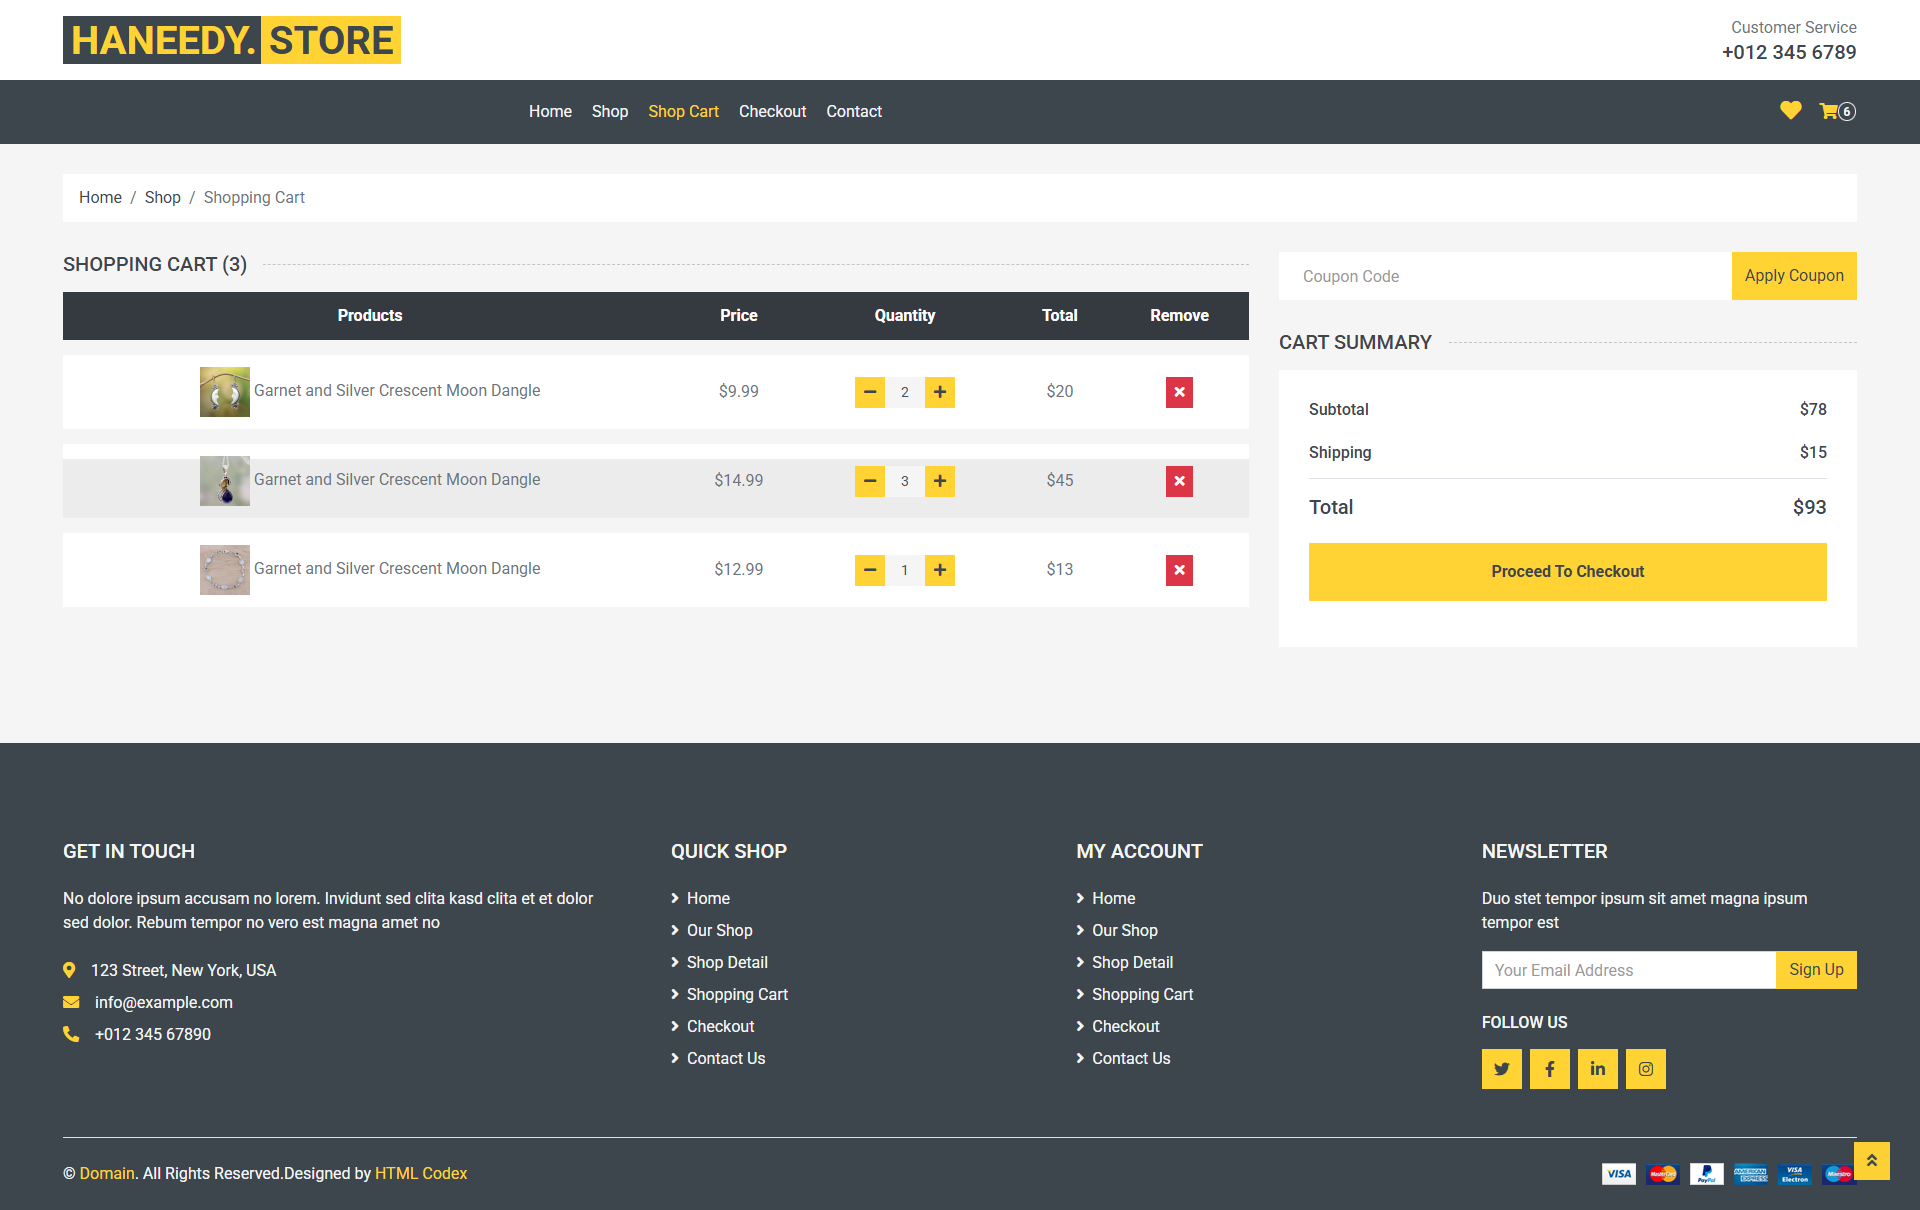 HANEEDY. STORE
Customer Service
+012 345 6789
Home Shop Shop Cart Checkout Contact
6
Home / Shop / Shopping Cart
SHOPPING CART (3)
Products Price Quantity Total Remove
Garnet and Silver Crescent Moon Dangle $9.99 2 $20
Garnet and Silver Crescent Moon Dangle $14.99 3 $45
Garnet and Silver Crescent Moon Dangle $12.99 1 $13
Coupon Code Apply Coupon
CART SUMMARY
Subtotal $78
Shipping $15
Total $93
Proceed To Checkout
GET IN TOUCH
No dolore ipsum accusam no lorem. Invidunt sed clita kasd clita et et dolor
sed dolor. Rebum tempor no vero est magna amet no
123 Street, New York, USA
info@example.com
+012 345 67890
QUICK SHOP
Home
Our Shop
Shop Detail
Shopping Cart
Checkout
Contact Us
MY ACCOUNT
Home
Our Shop
Shop Detail
Shopping Cart
Checkout
Contact Us
NEWSLETTER
Duo stet tempor ipsum sit amet magna ipsum
tempor est
Your Email Address Sign Up
FOLLOW US
© Domain. All Rights Reserved.Designed by HTML Codex
VISA MasterCard PayPal AMERICAN EXPRESS VISA Electron Maestro